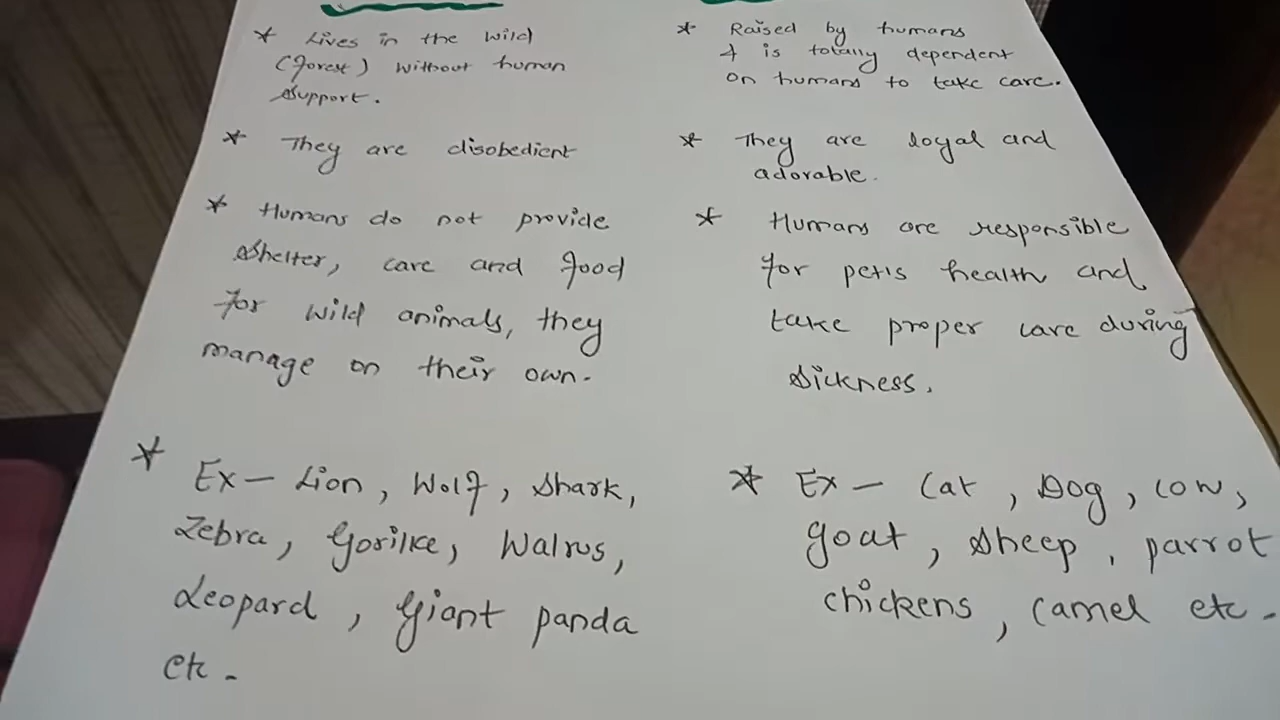 * Lives in the wild
(forest) without human
support.
* They are disobedient
* Humans do not provide
shelter, care and food
for wild animals, they
manage on their own.
* Ex - Lion, Wolf, Shark,
Zebra, Gorilke, Walrus,
Leopard, Giant panda
etc.
* Raised by humans
& is totally dependent
on humans to take care.
* They are loyal and
adorable.
* Humans are responsible
for pet's health and
take proper care during
sickness.
* Ex - Cat, Dog, cow,
goat, sheep, parrot
chickens, camel etc.